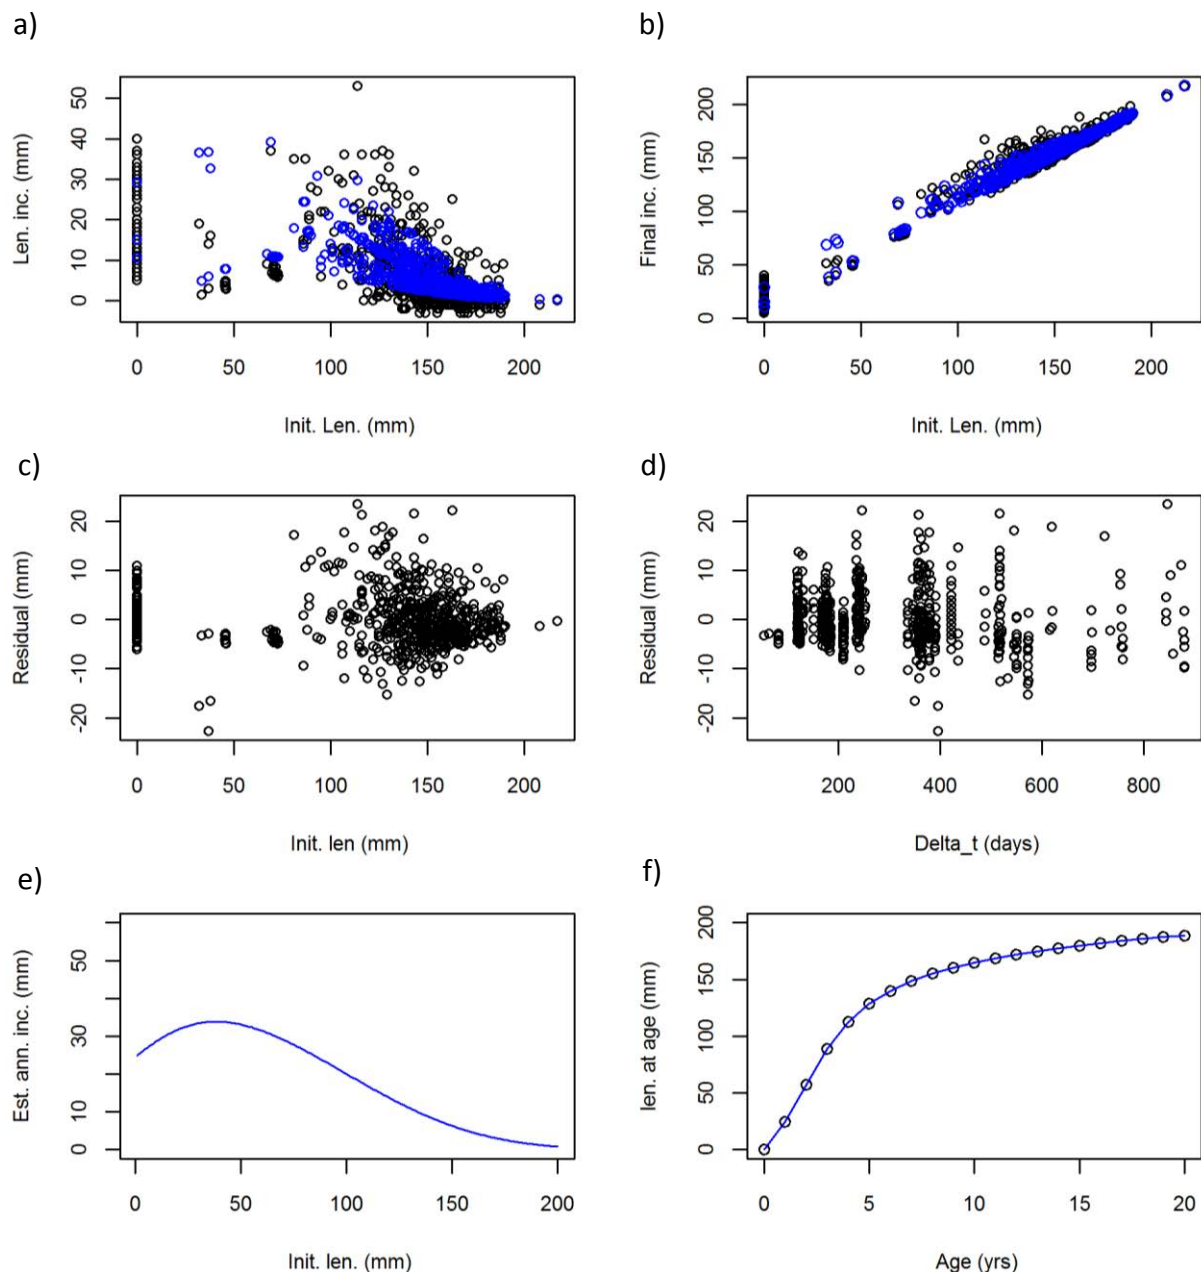 a)
50
40
30
20
10
0
Len. inc. (mm)
0 50 100 150 200
Init. Len. (mm)
b)
200
150
100
50
0
Final inc. (mm)
0 50 100 150 200
Init. Len. (mm)
c)
20
10
0
-10
-20
Residual (mm)
0 50 100 150 200
Init. len (mm)
d)
20
10
0
-10
-20
Residual (mm)
200 400 600 800
Delta_t (days)
e)
50
30
10
0
Est. ann. inc. (mm)
0 50 100 150 200
Init. len. (mm)
f)
200
150
100
50
0
len. at age (mm)
0 5 10 15 20
Age (yrs)